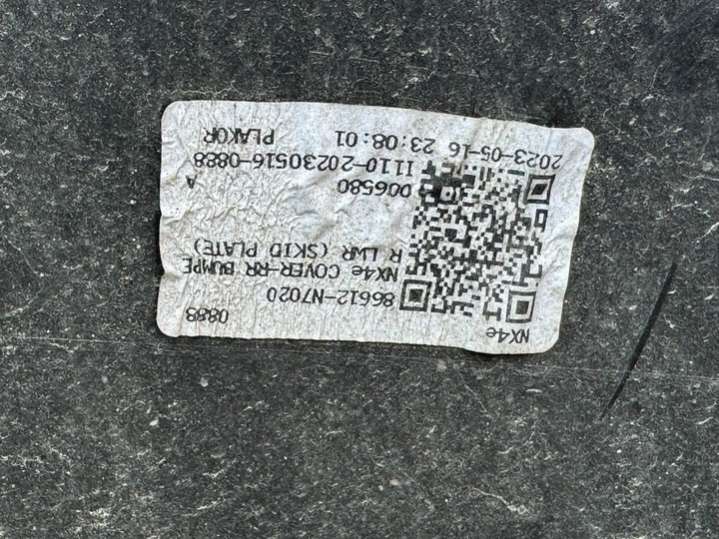 NX4e 0888
86612-N7020
NX4e COVER-RR BUMPE
R LWR (SKID PLATE)
006580 A
I110-20230516-0888
2023-05-16 23:08:01 PLAKOR